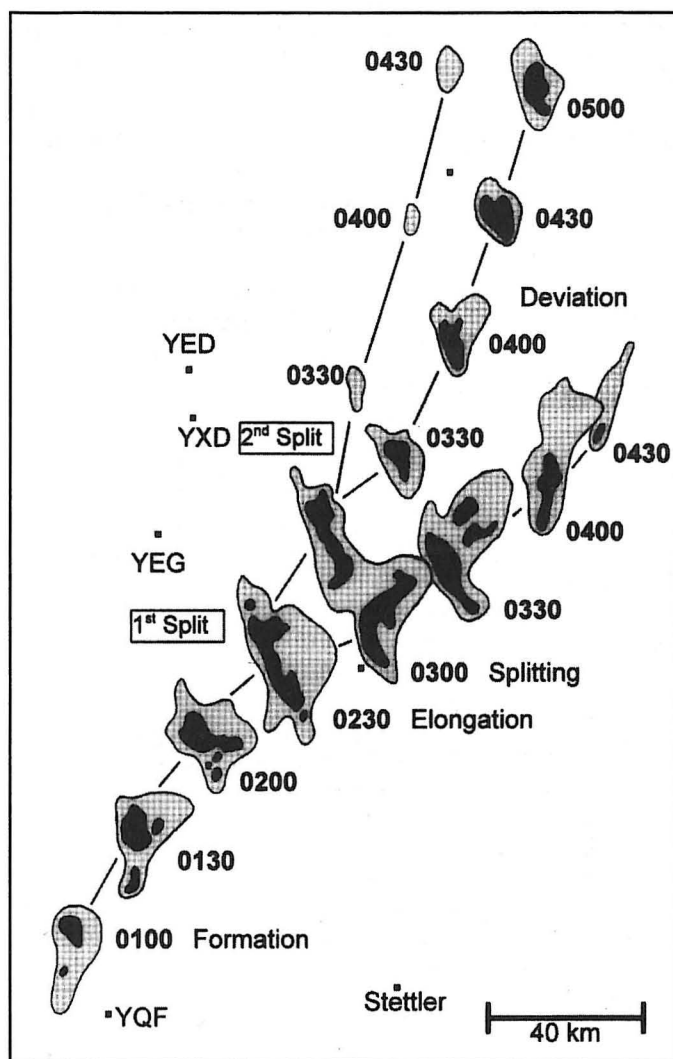 0430
0500
0400
0430
Deviation
YED
0330
0400
YXD
2nd Split
0330
0430
YEG
0400
1st Split
0330
0300 Splitting
0230 Elongation
0200
0130
0100 Formation
YQF
Stettler
40 km